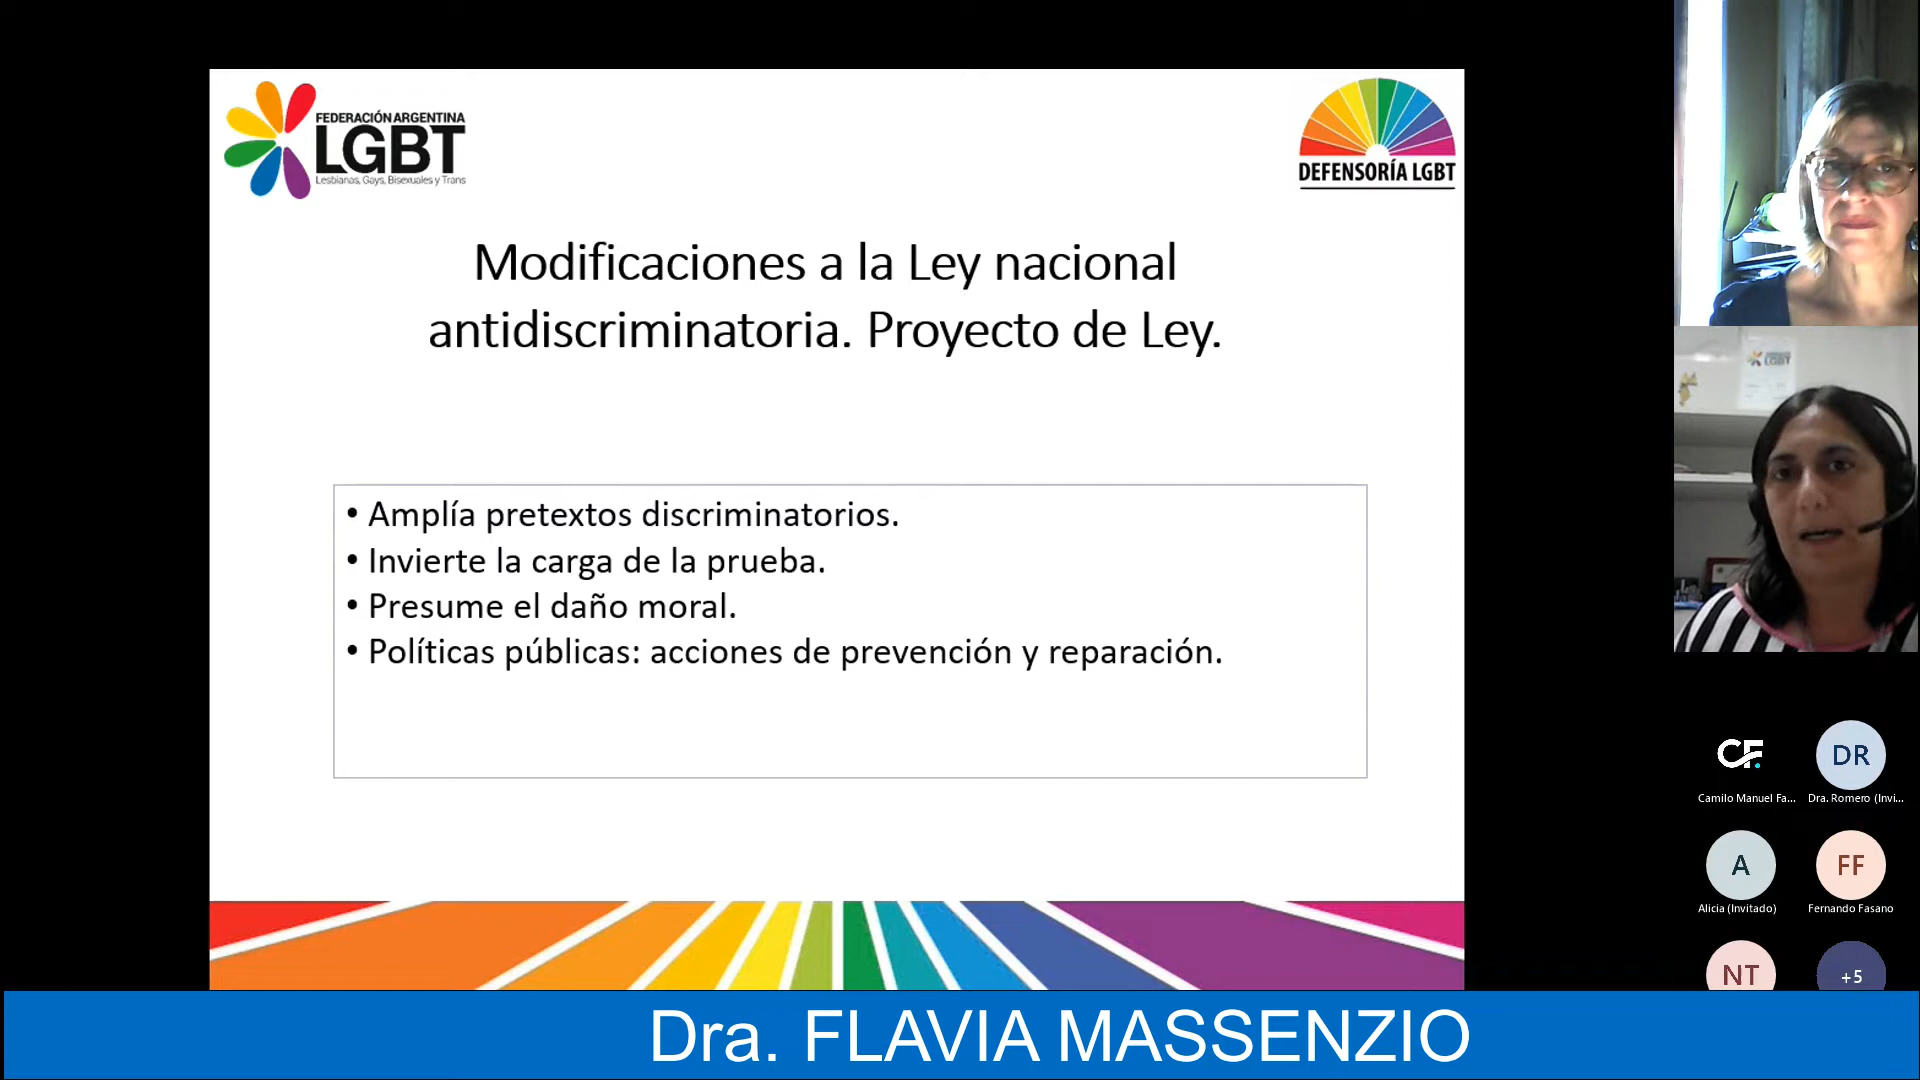 FEDERACIÓN ARGENTINA
LGBT
Lesbianas, Gays, Bisexuales y Trans
DEFENSORÍA LGBT
Modificaciones a la Ley nacional
antidiscriminatoria. Proyecto de Ley.
• Amplía pretextos discriminatorios.
• Invierte la carga de la prueba.
• Presume el daño moral.
• Políticas públicas: acciones de prevención y reparación.
LGBT
CF.
DR
Camilo Manuel Fa...
Dra. Romero (Invi...
A
FF
Alicia (Invitado)
Fernando Fasano
NT
+5
Dra. FLAVIA MASSENZIO